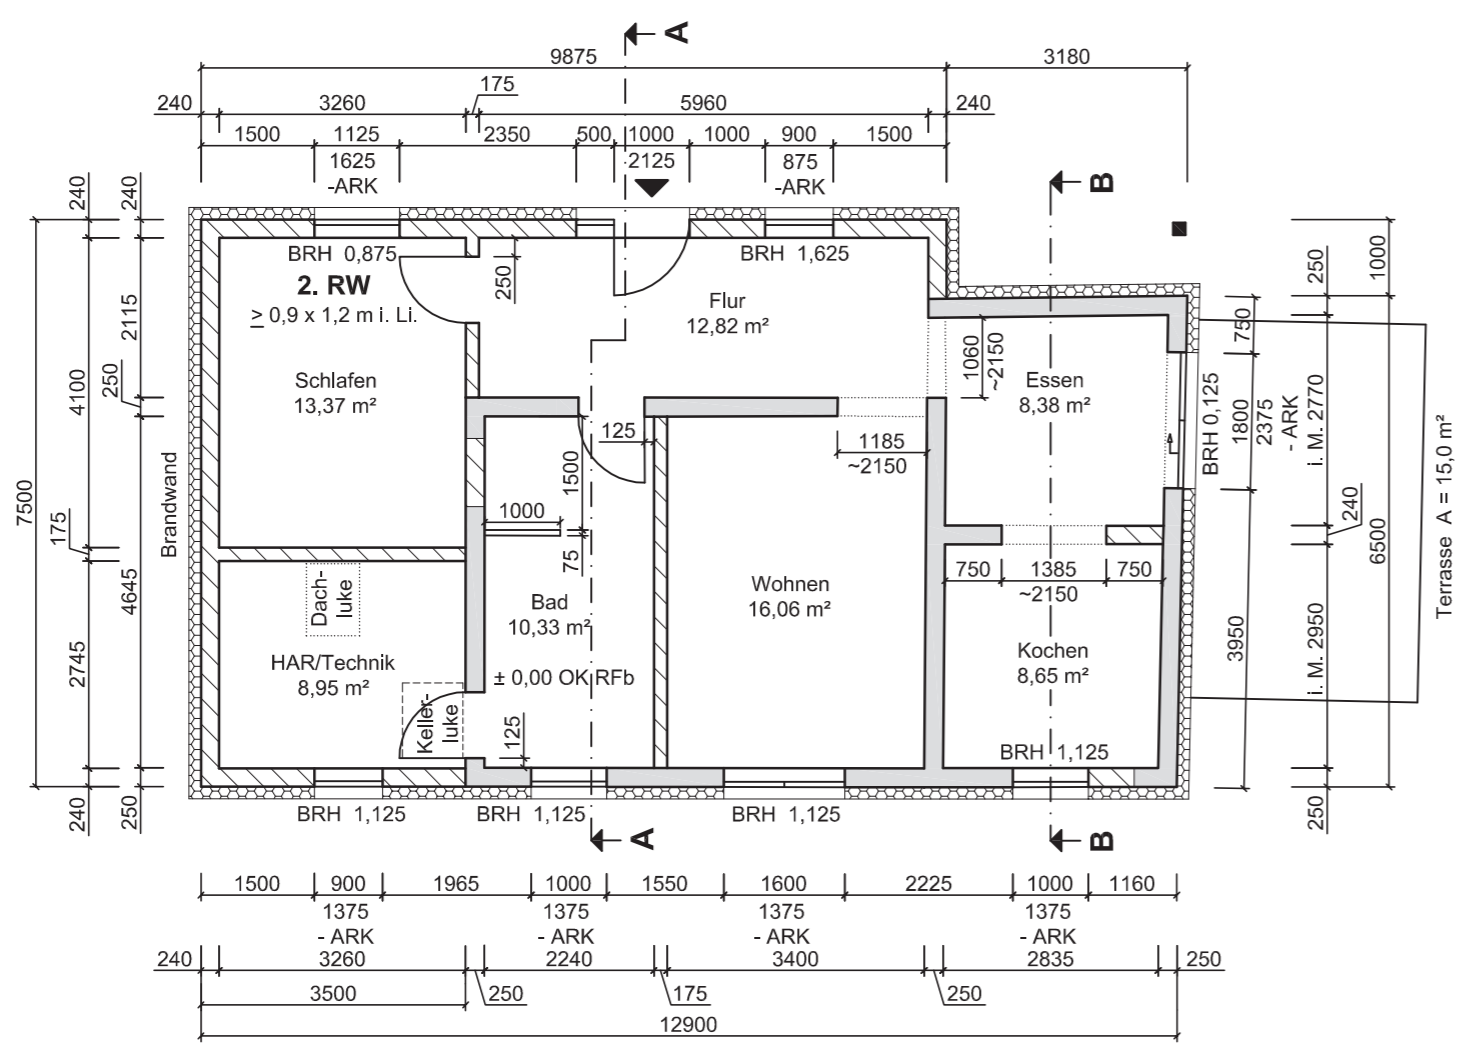 A
9875
3180
175
240
3260
5960
240
1500
1125
2350
500
1000
1000
900
1500
1625
2125
875
-ARK
-ARK
B
240
240
BRH 0,875
BRH 1,625
2. RW
≥ 0,9 x 1,2 m i. Li.
250
Flur
12,82 m²
250
1000
2115
750
1060
~2150
4100
250
Schlafen
13,37 m²
Essen
8,38 m²
BRH 0,125
1800
2375
- ARK
i. M. 2770
125
1185
~2150
Terrasse A = 15,0 m²
7500
175
Brandwand
1500
1000
75
240
6500
750
1385
750
~2150
4645
Dach-
luke
Bad
10,33 m²
Wohnen
16,06 m²
HAR/Technik
8,95 m²
± 0,00 OK RFb
Kochen
8,65 m²
3950
i. M. 2950
2745
Keller-
luke
125
BRH 1,125
240
250
BRH 1,125
BRH 1,125
BRH 1,125
250
A
B
1500
900
1965
1000
1550
1600
2225
1000
1160
1375
1375
1375
1375
- ARK
- ARK
- ARK
- ARK
240
3260
2240
3400
2835
250
3500
250
175
250
12900